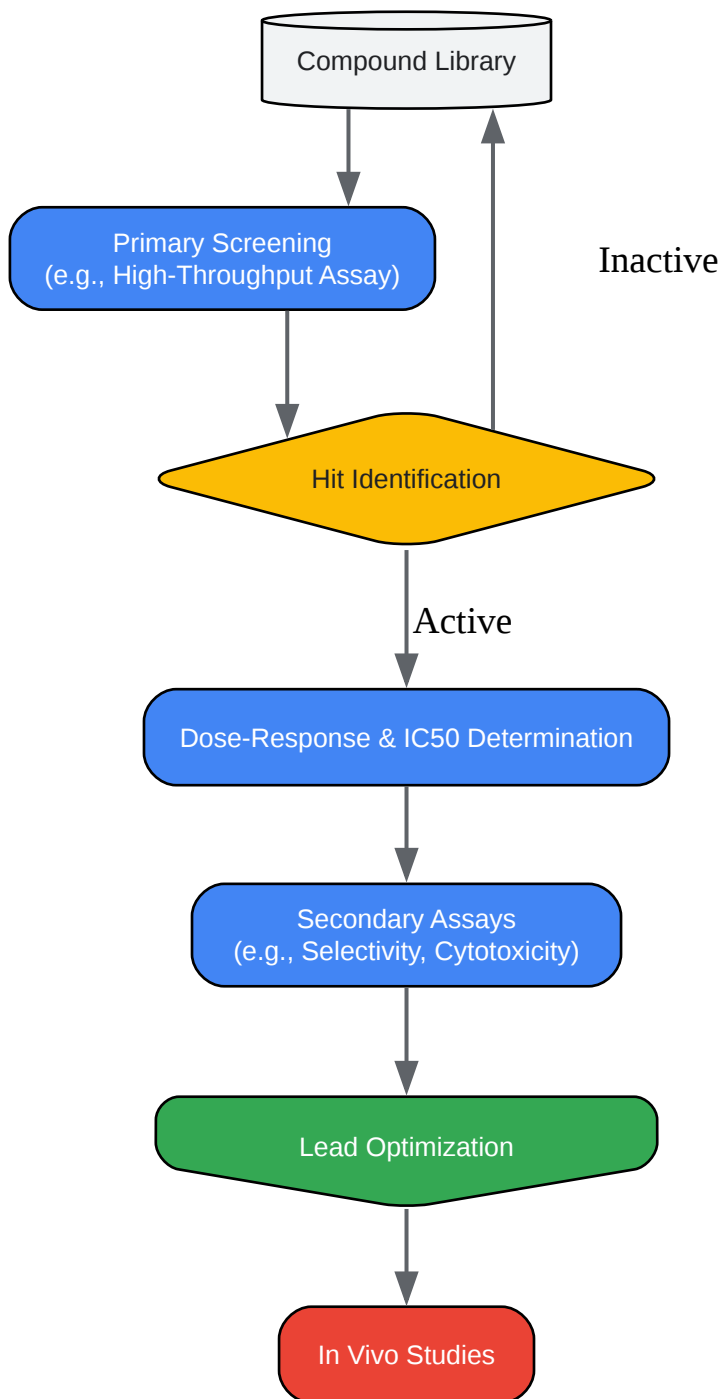 Compound Library
Primary Screening
(e.g., High-Throughput Assay)
Inactive
Hit Identification
Active
Dose-Response & IC50 Determination
Secondary Assays
(e.g., Selectivity, Cytotoxicity)
Lead Optimization
In Vivo Studies